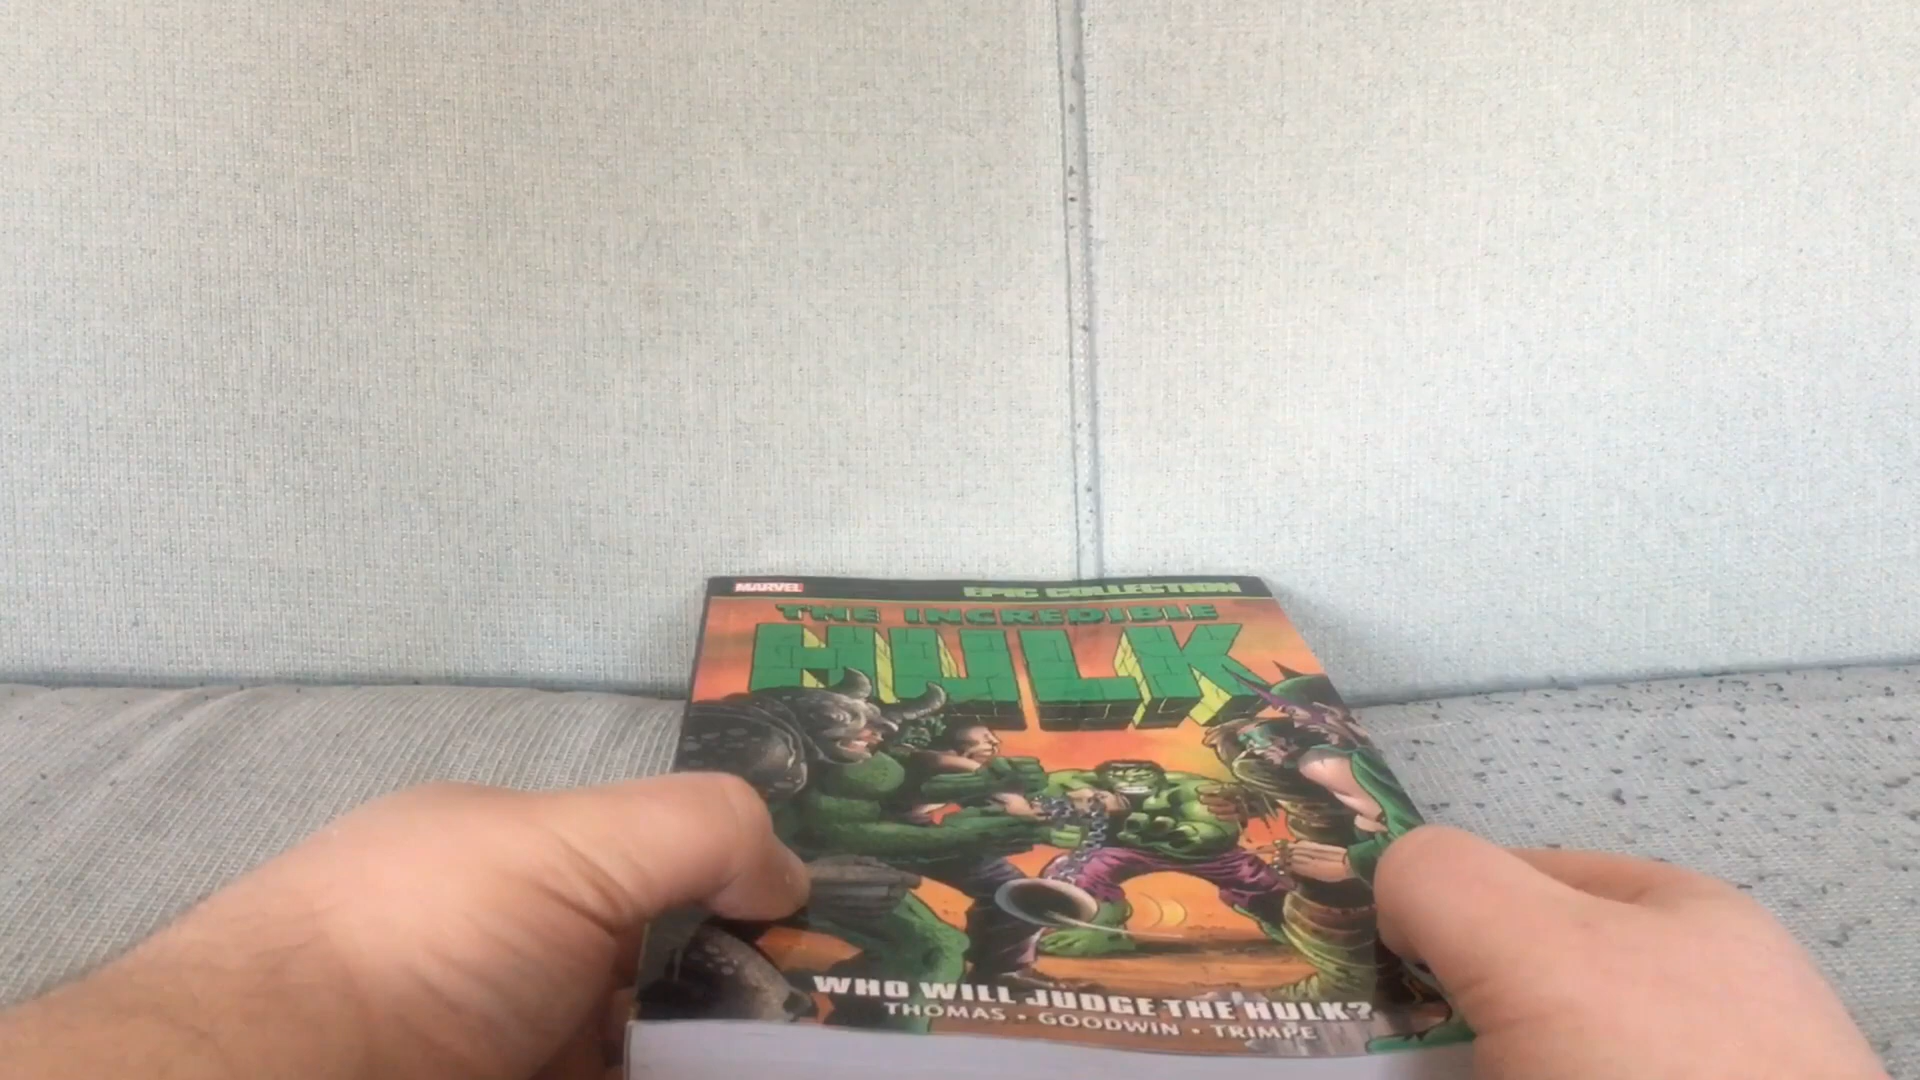 MARVEL
EPIC COLLECTION
THE INCREDIBLE
HULK
WHO WILL JUDGE THE HULK?
THOMAS • GOODWIN • TRIMPE